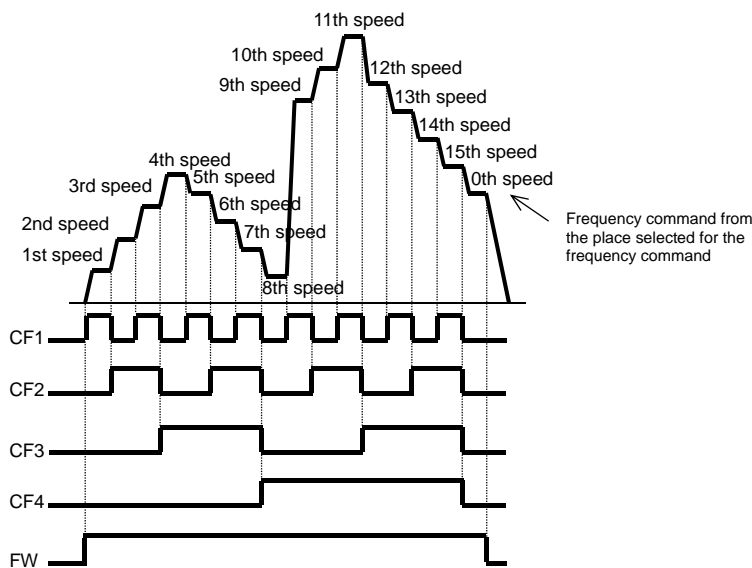 11th speed
10th speed
12th speed
9th speed
13th speed
14th speed
4th speed
15th speed
3rd speed
5th speed
0th speed
6th speed
2nd speed
7th speed
1st speed
8th speed
Frequency command from
the place selected for the
frequency command
CF1
CF2
CF3
CF4
FW